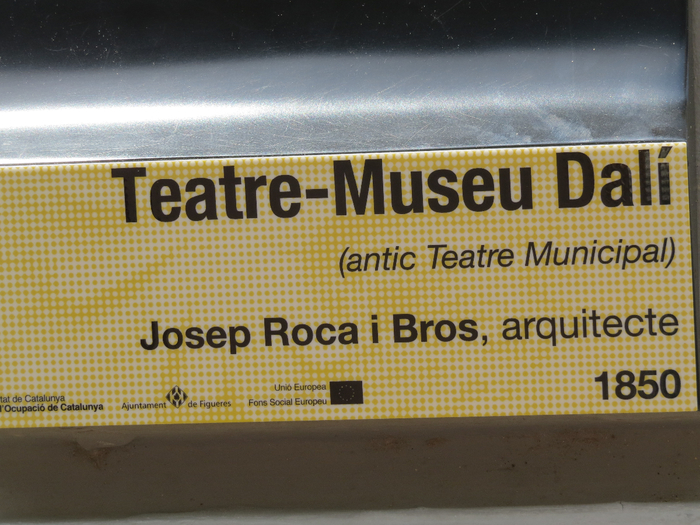 Teatre-Museu Dalí
(antic Teatre Municipal)
Josep Roca i Bros, arquitecte
1850
tat de Catalunya
l'Ocupació de Catalunya
Ajuntament de Figueres
Unió Europea
Fons Social Europeu